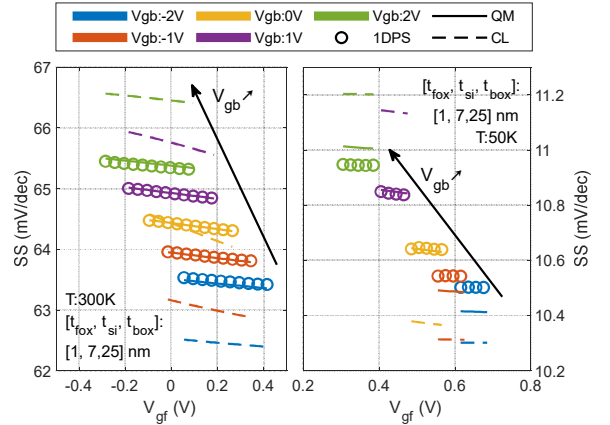 Vgb:-2V Vgb:0V Vgb:2V QM
Vgb:-1V Vgb:1V 1DPS CL
67
66
65
64
63
62
SS (mV/dec)
V_gb ↗
T:300K
[t_fox, t_si, t_box]:
[1, 7,25] nm
-0.4 -0.2 0 0.2 0.4
V_gf (V)
[t_fox, t_si, t_box]:
[1, 7,25] nm
T:50K
V_gb ↗
11.2
11
10.8
10.6
10.4
10.2
SS (mV/dec)
0.2 0.4 0.6 0.8
V_gf (V)